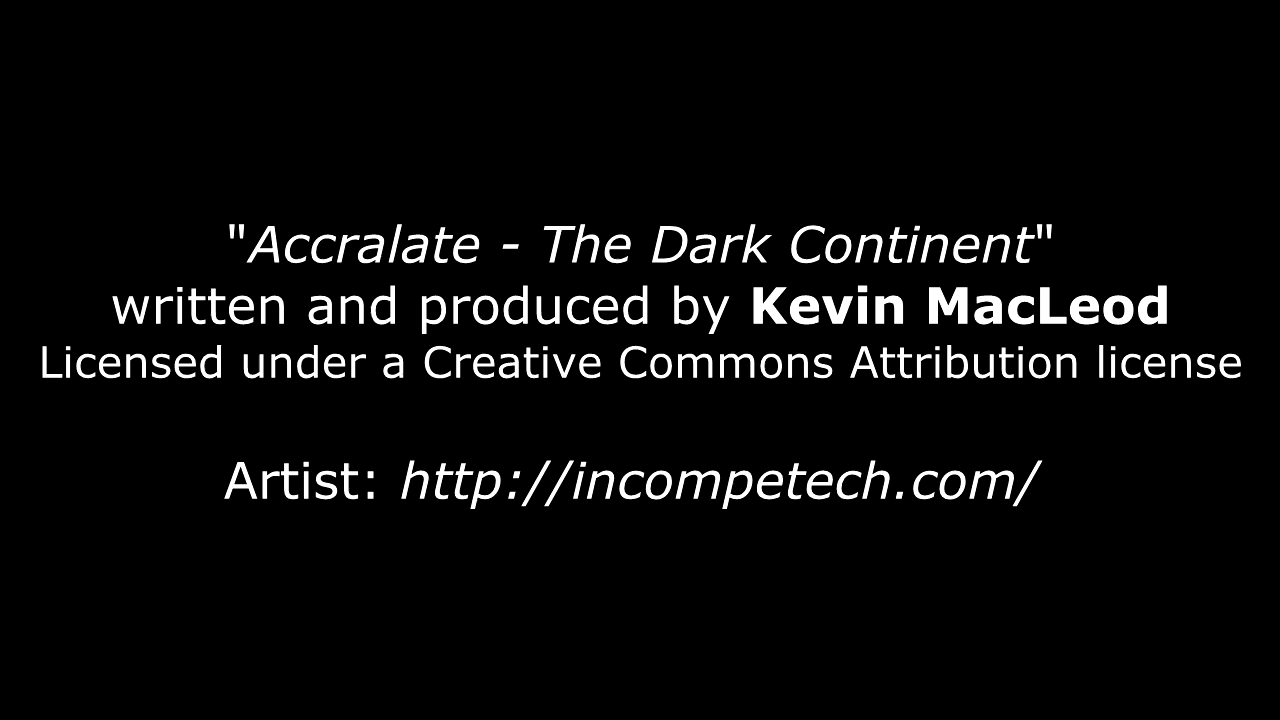 "Accralate - The Dark Continent"
written and produced by Kevin MacLeod
Licensed under a Creative Commons Attribution license
Artist: http://incompetech.com/